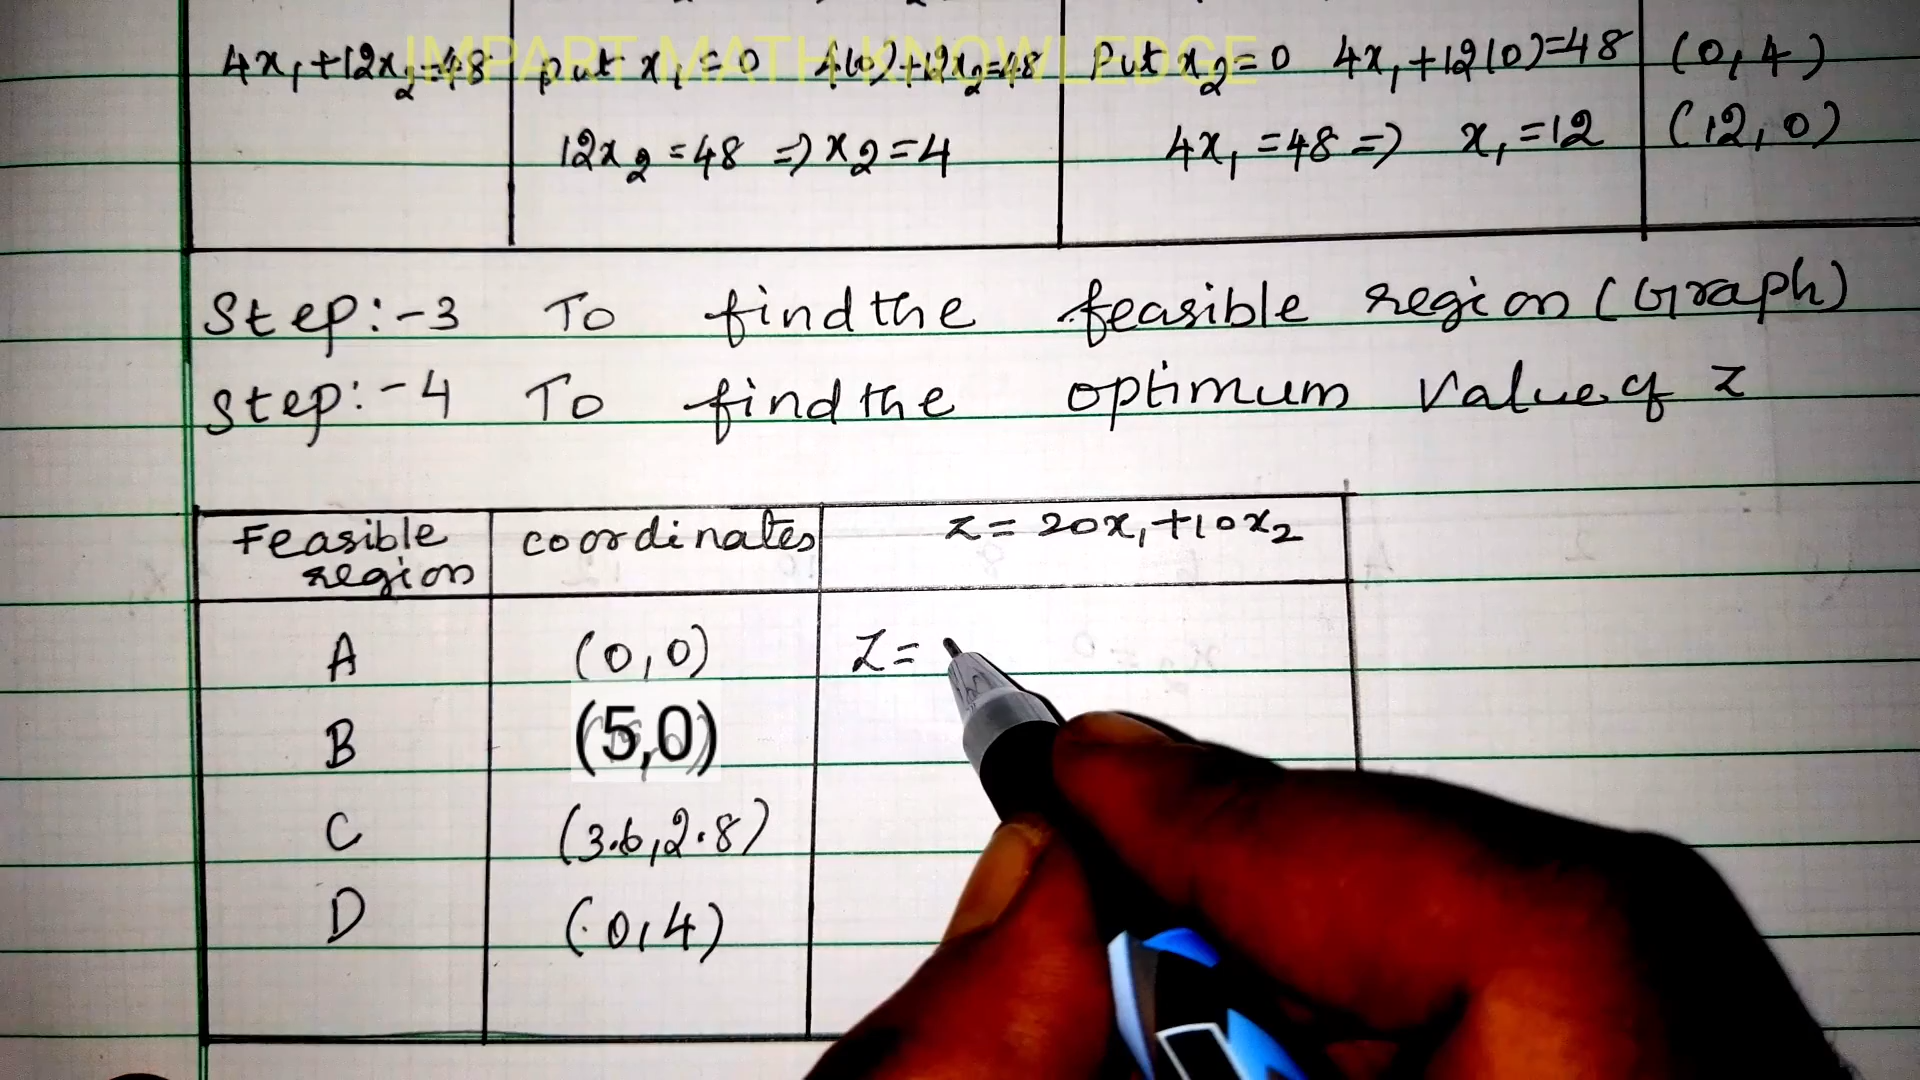 IMPART MATH KNOWLEDGE
4x₁+12x₂=48 put x₁=0 4(0)+12x₂=48 Put x₂=0 4x₁+12(0)=48 (0,4)
12x₂=48 => x₂=4 4x₁=48 => x₁=12 (12,0)
Step:-3 To find the feasible region (Graph)
Step:-4 To find the optimum Value of z
Feasible region coordinates z=20x₁+10x₂
A (0,0) Z=
B (5,0)
C (3.6,2.8)
D (0,4)